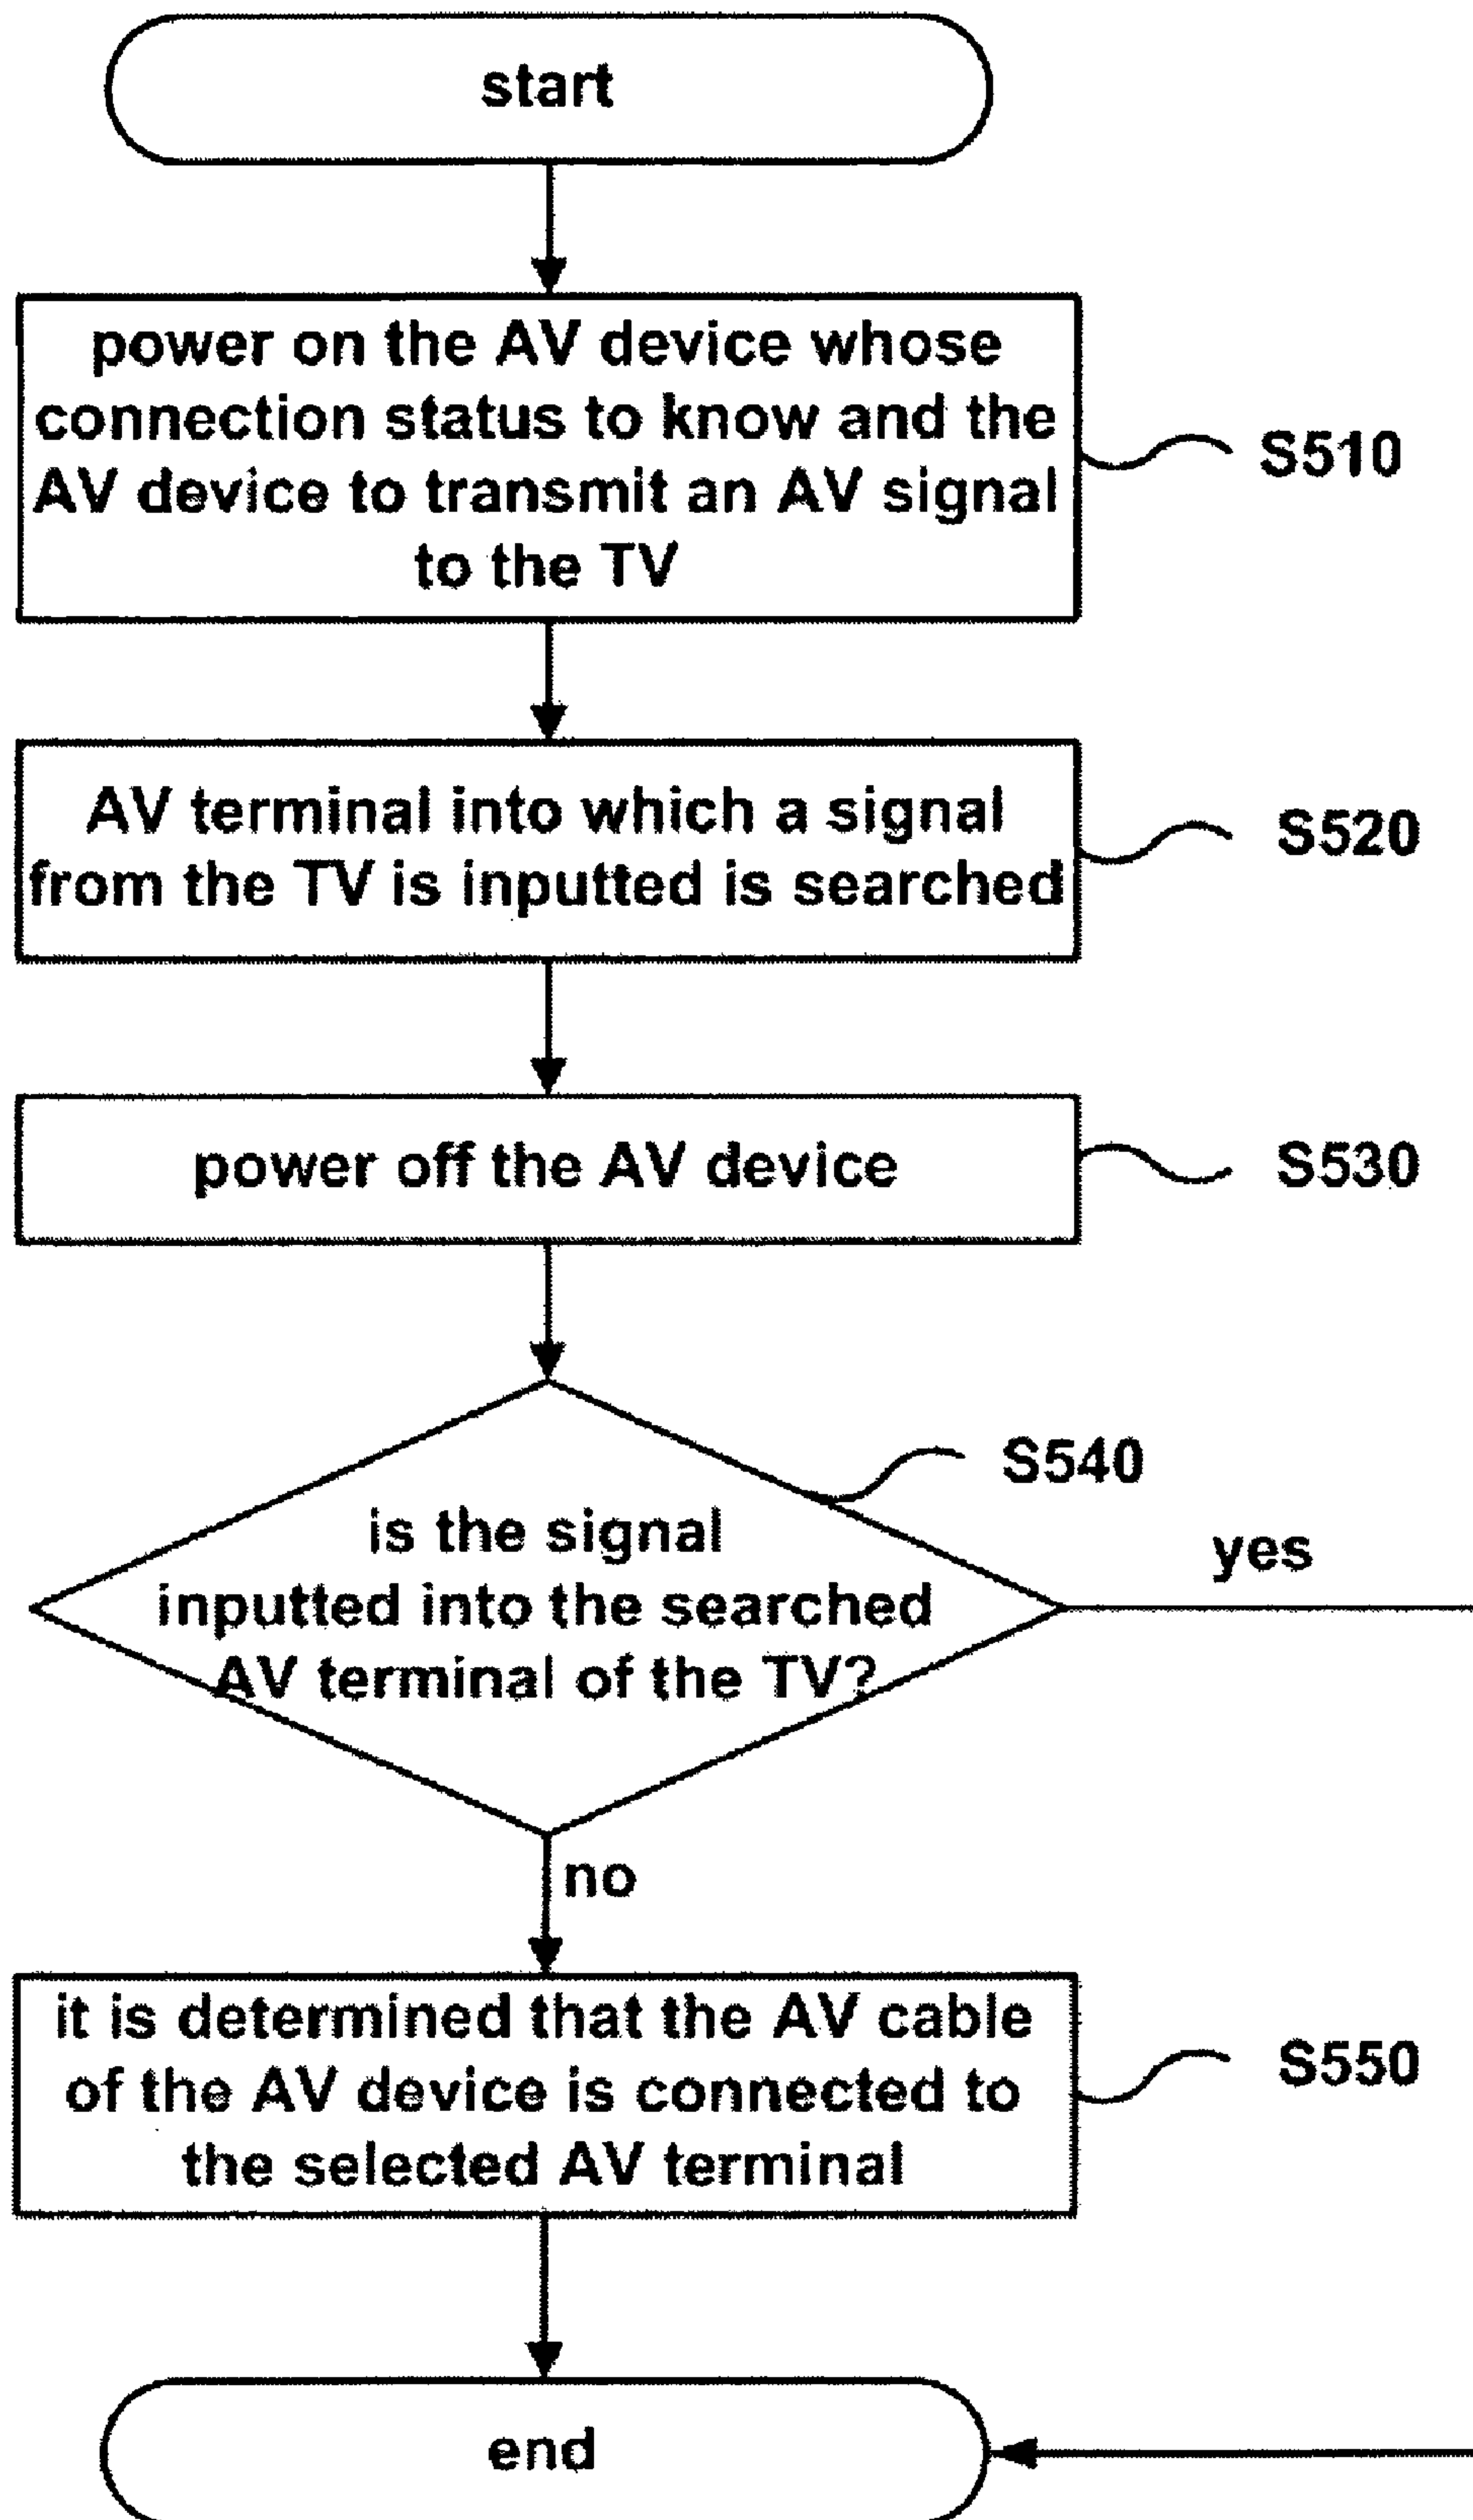 start
power on the AV device whose
connection status to know and the
AV device to transmit an AV signal
to the TV
S510
AV terminal into which a signal
from the TV is inputted is searched
S520
power off the AV device
S530
S540
is the signal
inputted into the searched
AV terminal of the TV?
yes
no
it is determined that the AV cable
of the AV device is connected to
the selected AV terminal
S550
end